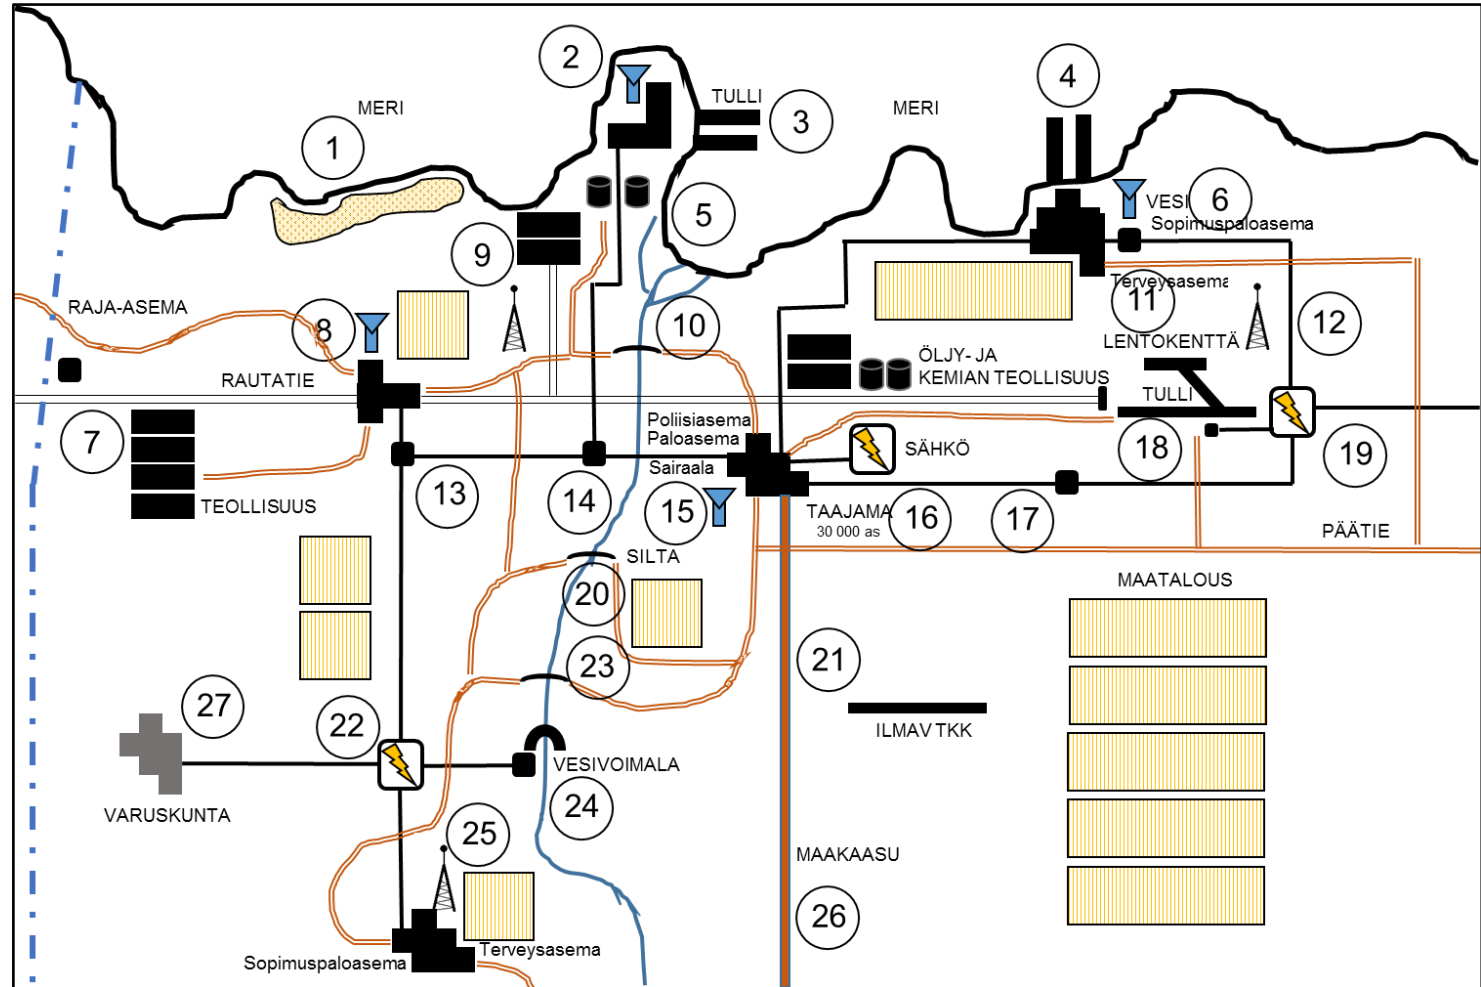 2
4
TULLI
MERI
3
MERI
1
6
VESI
5
Sopimuspaloasema
9
Terveysasema
11
RAJA-ASEMA
8
10
12
LENTOKENTTÄ
ÖLJY- JA
KEMIAN TEOLLISUUS
RAUTATIE
TULLI
Poliisiasema
Paloasema
7
18
19
SÄHKÖ
Sairaala
13
14
15
TEOLLISUUS
TAAJAMA
30 000 as
16
17
PÄÄTIE
SILTA
20
MAATALOUS
21
23
27
22
ILMAV TKK
VESIVOIMALA
VARUSKUNTA
24
25
MAAKAASU
26
Terveysasema
Sopimuspaloasema